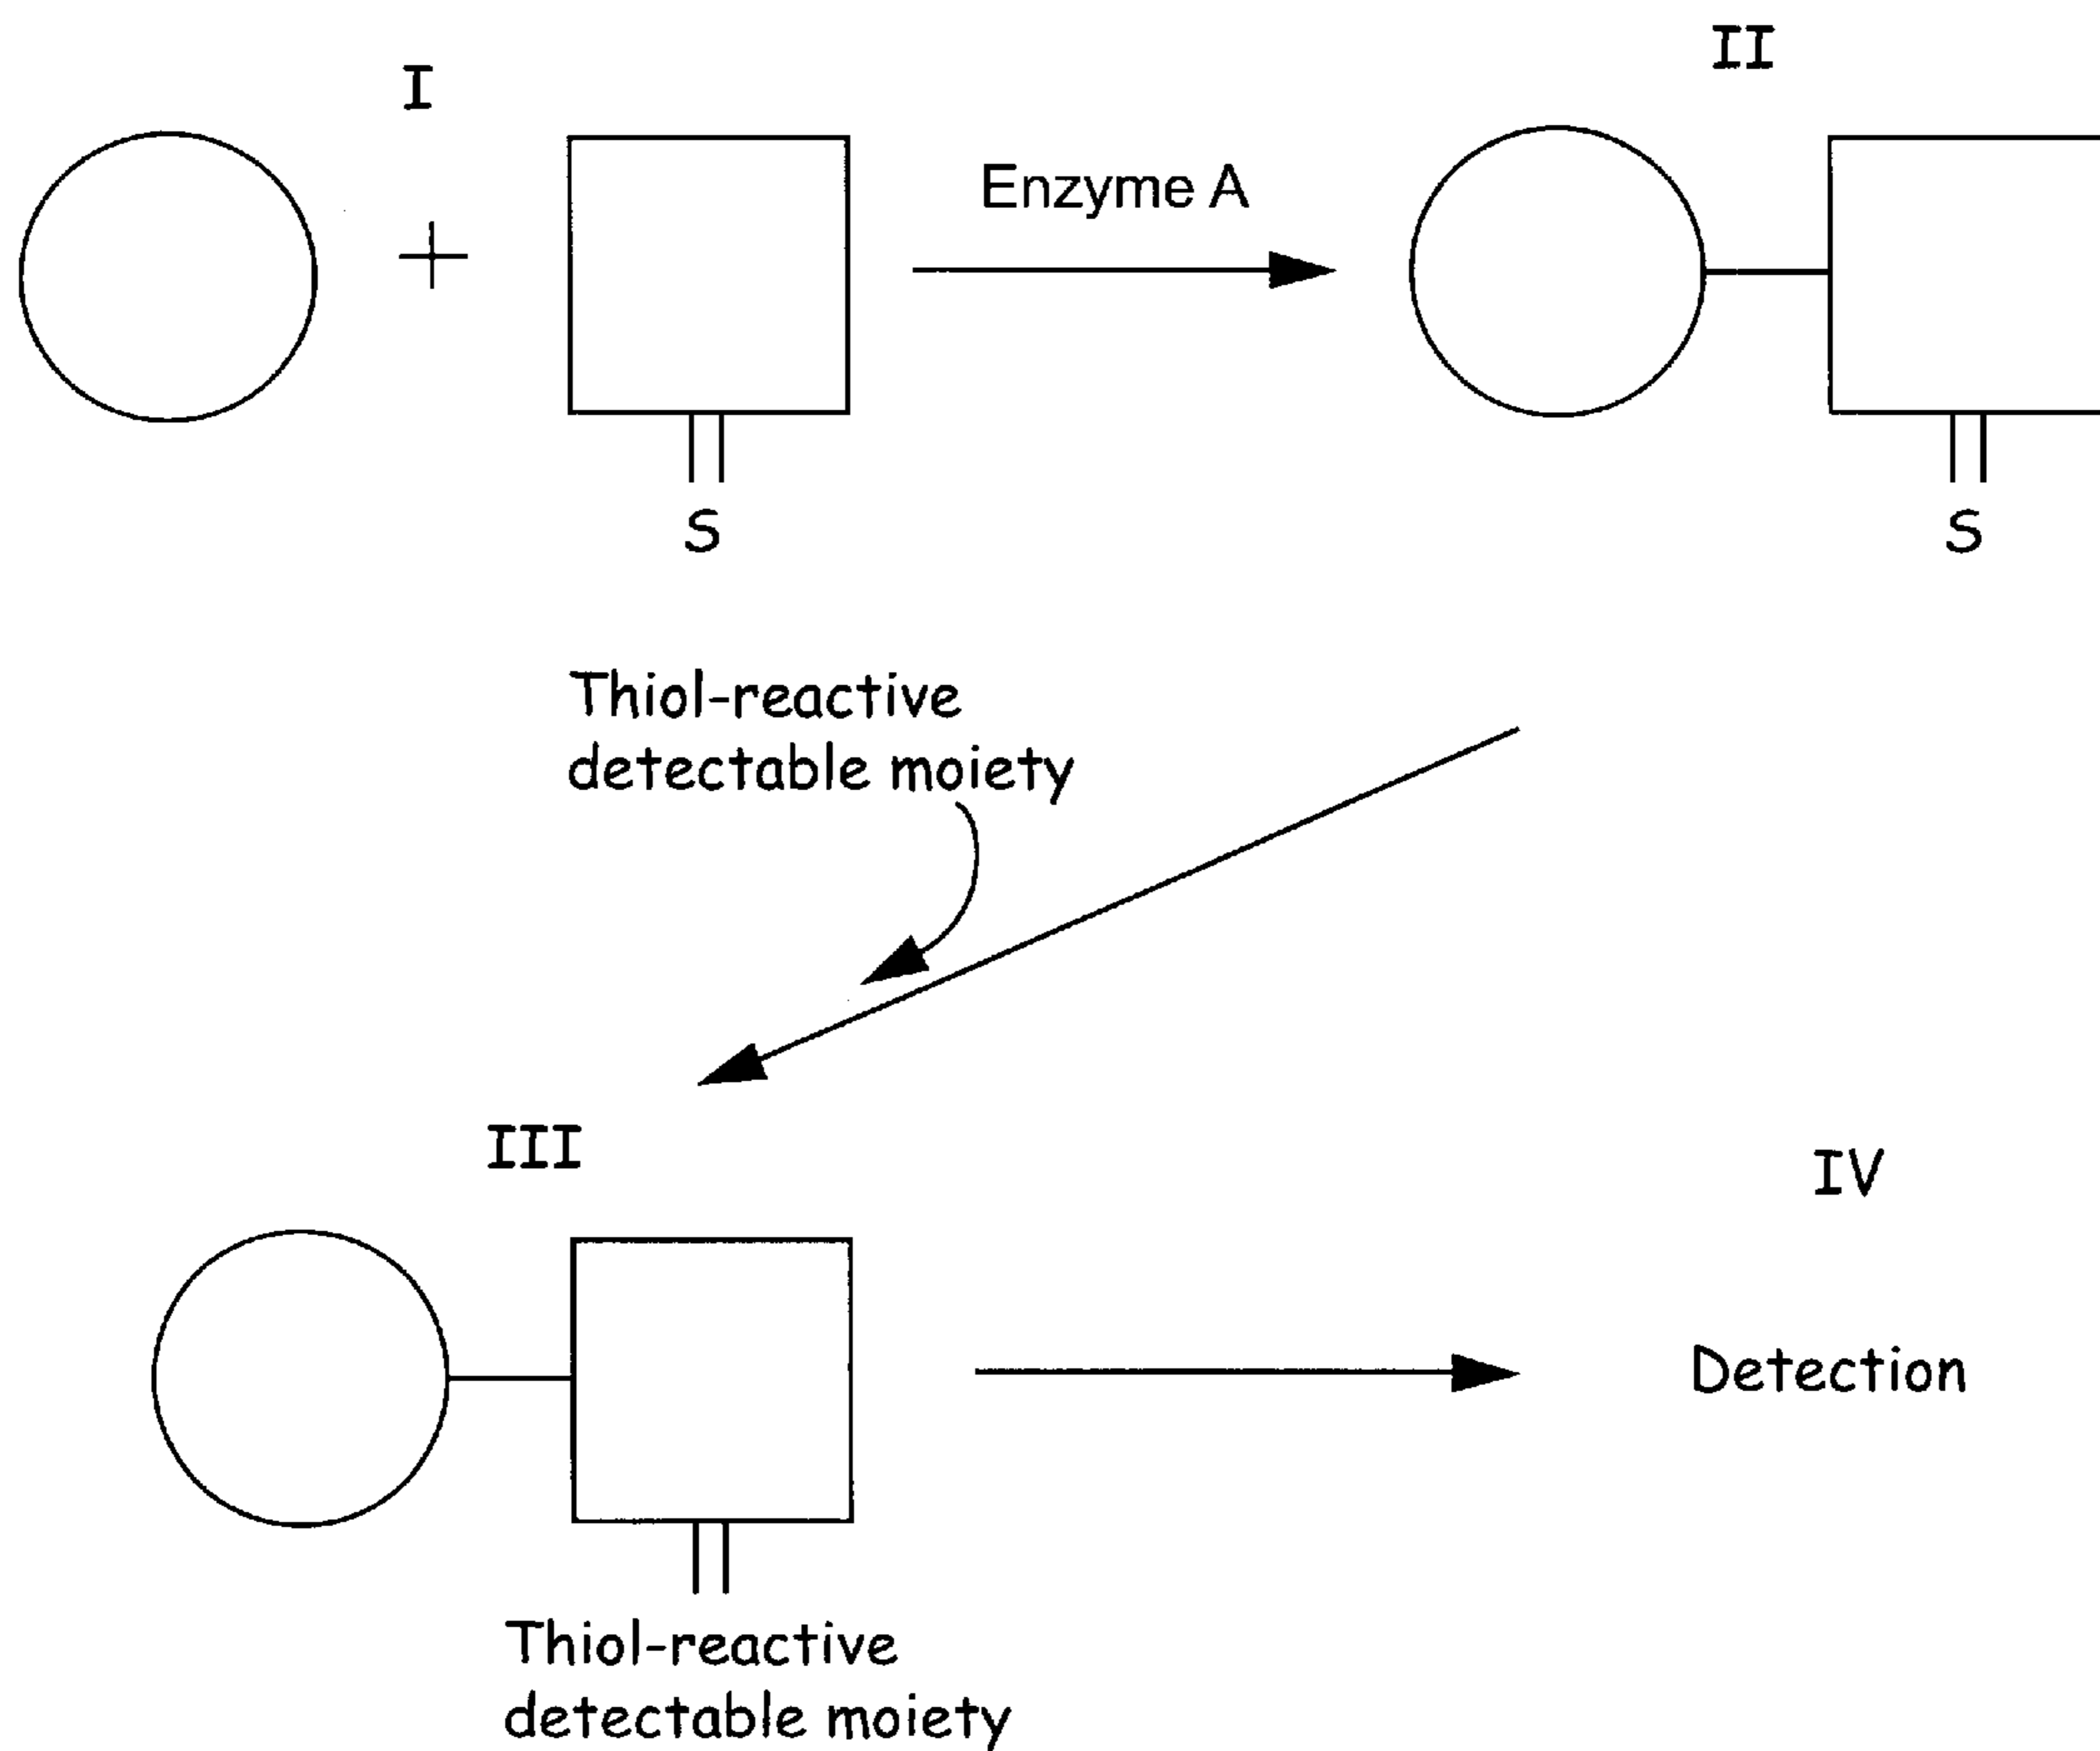 I
II
+
Enzyme A
S
S
Thiol-reactive
detectable moiety
III
IV
Detection
Thiol-reactive
detectable moiety